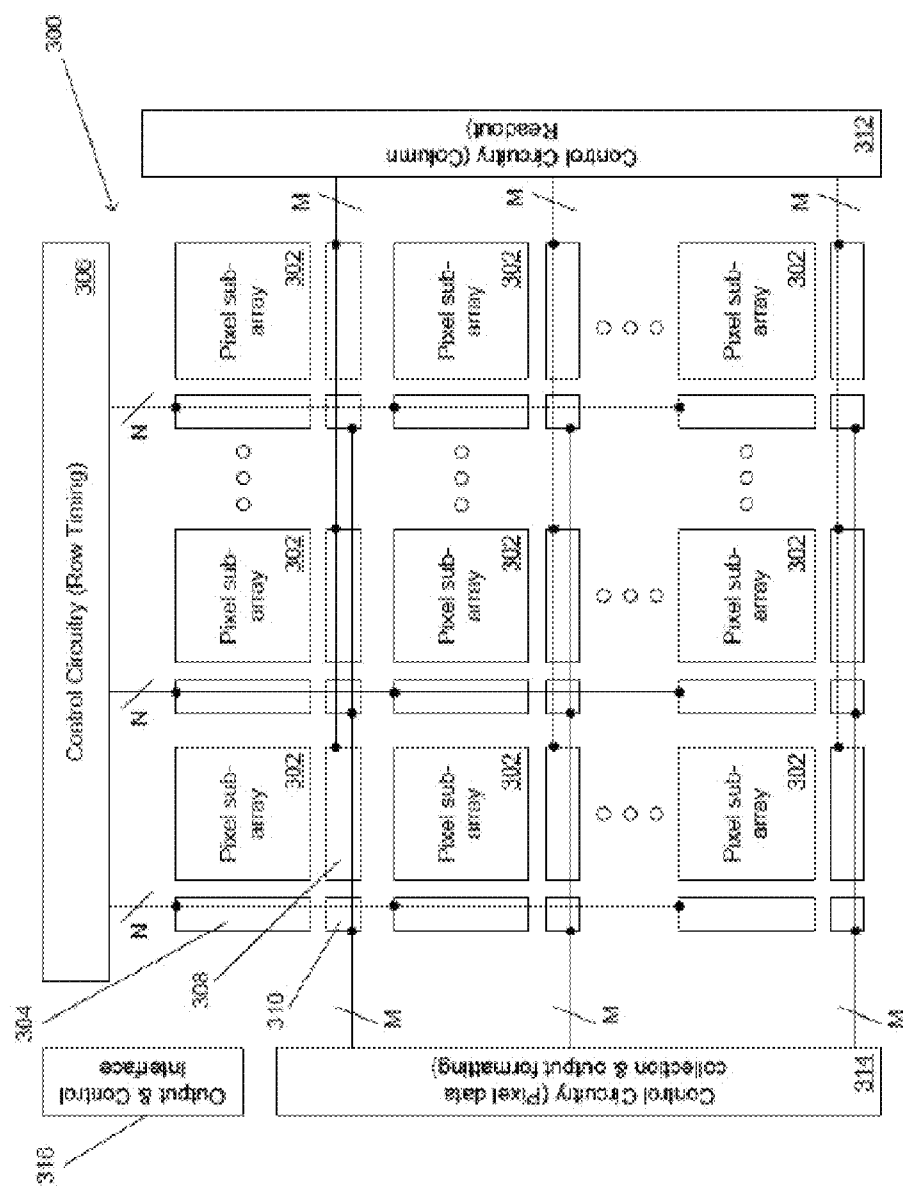 316
Output & Control
Interface
Control Circuitry (Pixel data
collection & output formatting)
314
M
M
M
304
308
310
N
Pixel sub-
array
302
Pixel sub-
array
302
Pixel sub-
array
302
Control Circuitry (Row Timing)
306
N
Pixel sub-
array
302
Pixel sub-
array
302
Pixel sub-
array
302
N
Pixel sub-
array
302
Pixel sub-
array
302
Pixel sub-
array
302
M
M
M
Control Circuitry (Column
Readout)
312
300